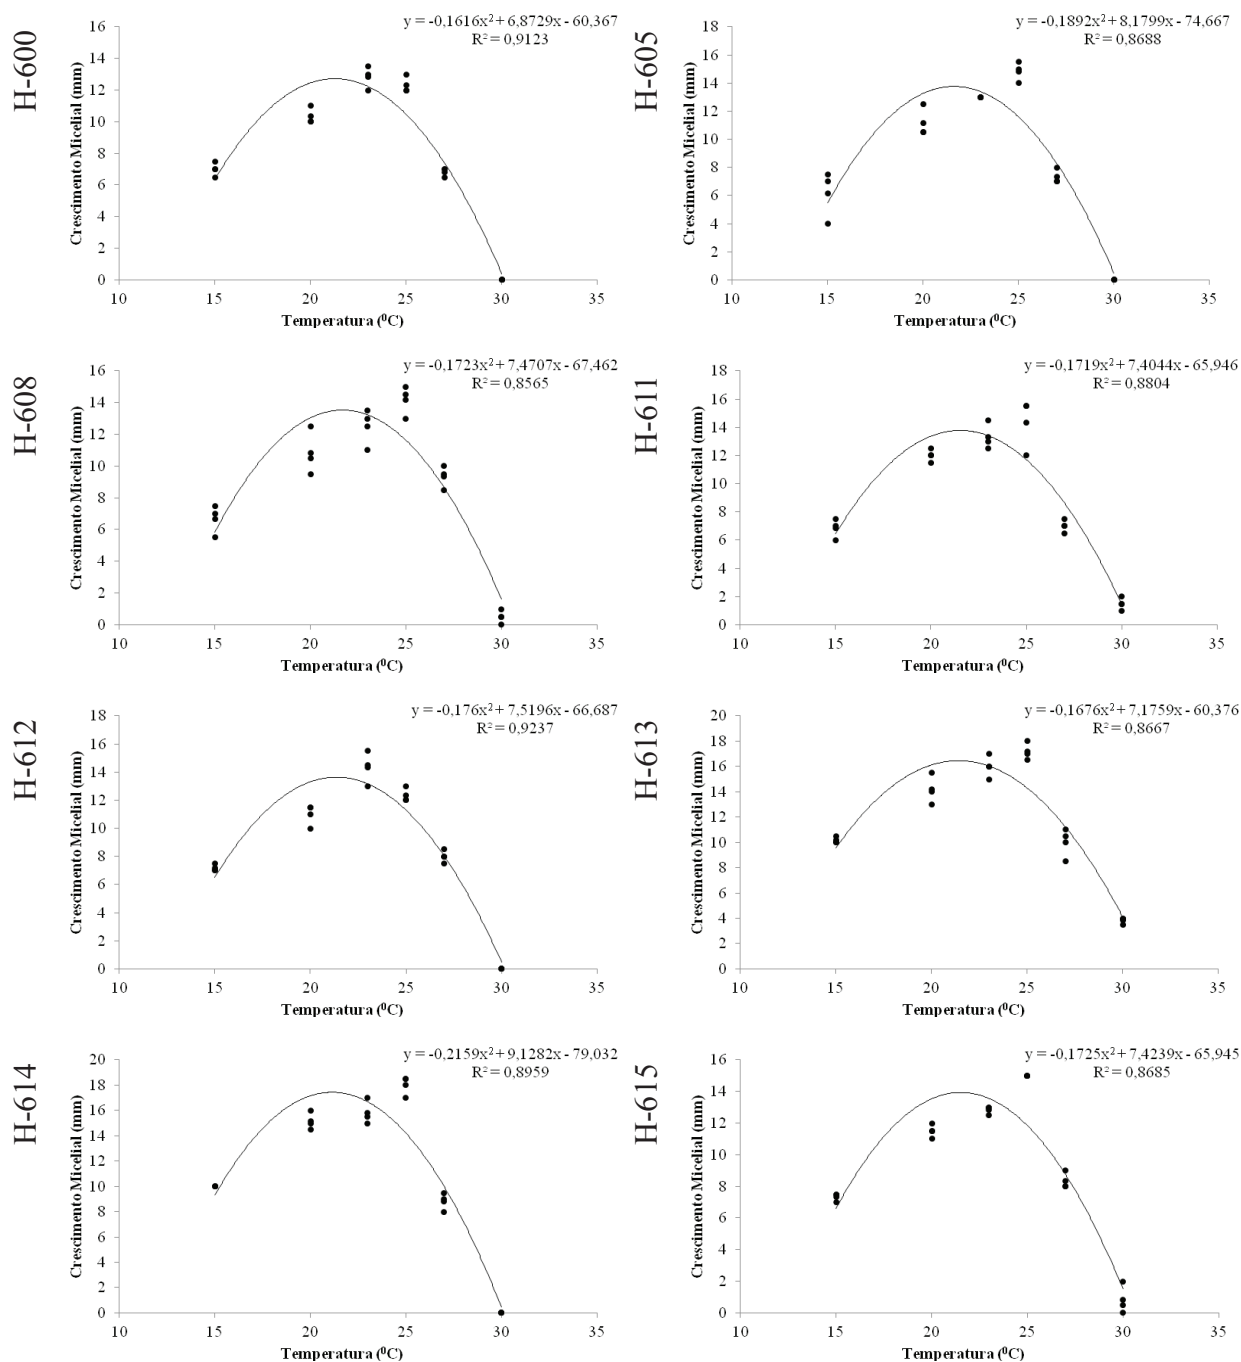 H-600
y = -0,1616x² + 6,8729x - 60,367
R² = 0,9123
Crescimento Micelial (mm)
16
14
12
10
8
6
4
2
0
10 15 20 25 30 35
Temperatura (⁰C)
H-605
y = -0,1892x² + 8,1799x - 74,667
R² = 0,8688
Crescimento Micelial (mm)
18
16
14
12
10
8
6
4
2
0
10 15 20 25 30 35
Temperatura (⁰C)
H-608
y = -0,1723x² + 7,4707x - 67,462
R² = 0,8565
Crescimento Micelial (mm)
16
14
12
10
8
6
4
2
0
10 15 20 25 30 35
Temperatura (⁰C)
H-611
y = -0,1719x² + 7,4044x - 65,946
R² = 0,8804
Crescimento Micelial (mm)
18
16
14
12
10
8
6
4
2
0
10 15 20 25 30 35
Temperatura (⁰C)
H-612
y = -0,176x² + 7,5196x - 66,687
R² = 0,9237
Crescimento Micelial (mm)
18
16
14
12
10
8
6
4
2
0
10 15 20 25 30 35
Temperatura (⁰C)
H-613
y = -0,1676x² + 7,1759x - 60,376
R² = 0,8667
Crescimento Micelial (mm)
20
18
16
14
12
10
8
6
4
2
0
10 15 20 25 30 35
Temperatura (⁰C)
H-614
y = -0,2159x² + 9,1282x - 79,032
R² = 0,8959
Crescimento Micelial (mm)
20
18
16
14
12
10
8
6
4
2
0
10 15 20 25 30 35
Temperatura (⁰C)
H-615
y = -0,1725x² + 7,4239x - 65,945
R² = 0,8685
Crescimento Micelial (mm)
16
14
12
10
8
6
4
2
0
10 15 20 25 30 35
Temperatura (⁰C)